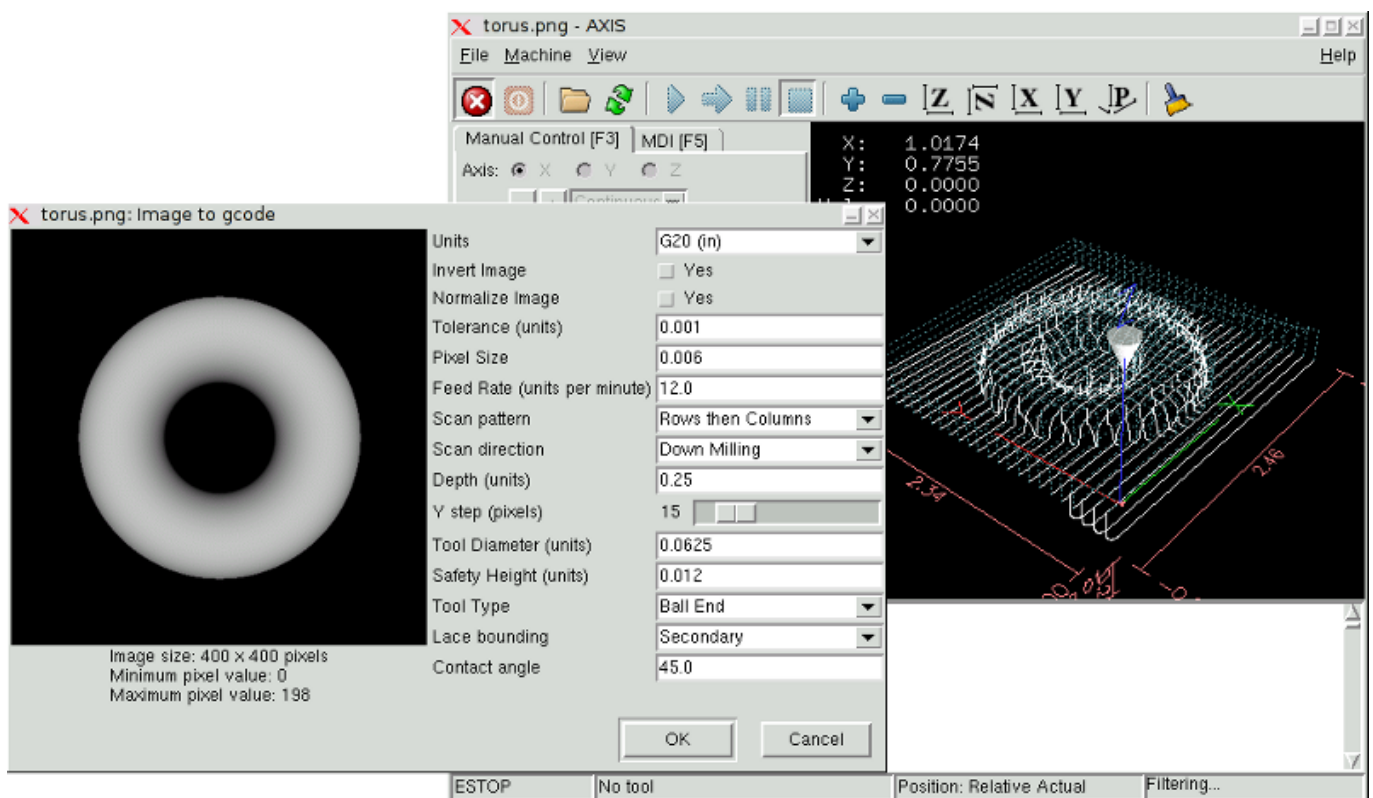 torus.png - AXIS
File Machine View Help
Z N X Y P
Manual Control [F3] MDI [F5]
Axis: X Y Z
Continuous
X: 1.0174
Y: 0.7755
Z: 0.0000
0.0000
torus.png: Image to gcode
Units G20 (in)
Invert Image Yes
Normalize Image Yes
Tolerance (units) 0.001
Pixel Size 0.006
Feed Rate (units per minute) 12.0
Scan pattern Rows then Columns
Scan direction Down Milling
Depth (units) 0.25
Y step (pixels) 15
Tool Diameter (units) 0.0625
Safety Height (units) 0.012
Tool Type Ball End
Lace bounding Secondary
Contact angle 45.0
Image size: 400 x 400 pixels
Minimum pixel value: 0
Maximum pixel value: 198
OK Cancel
X
2.34
2.46
ESTOP No tool Position: Relative Actual Filtering...